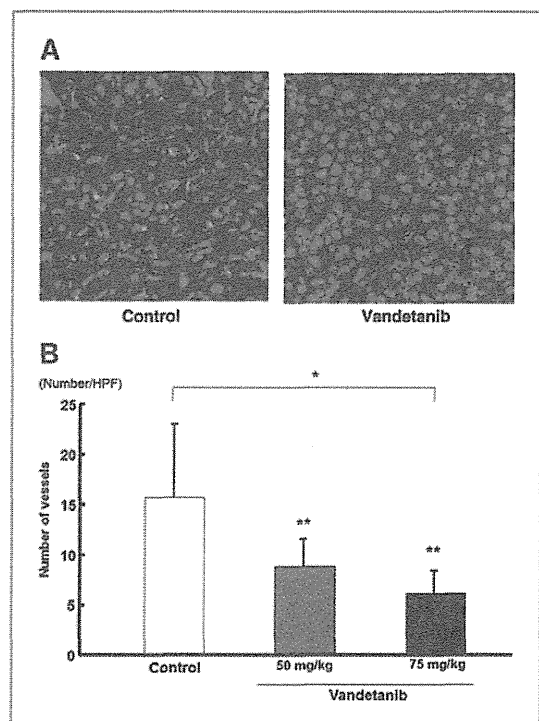 A
Control
Vandetanib
B
(Number/HPF)
*
25
20
15
10
5
0
Number of vessels
**
**
Control
50 mg/kg
75 mg/kg
Vandetanib